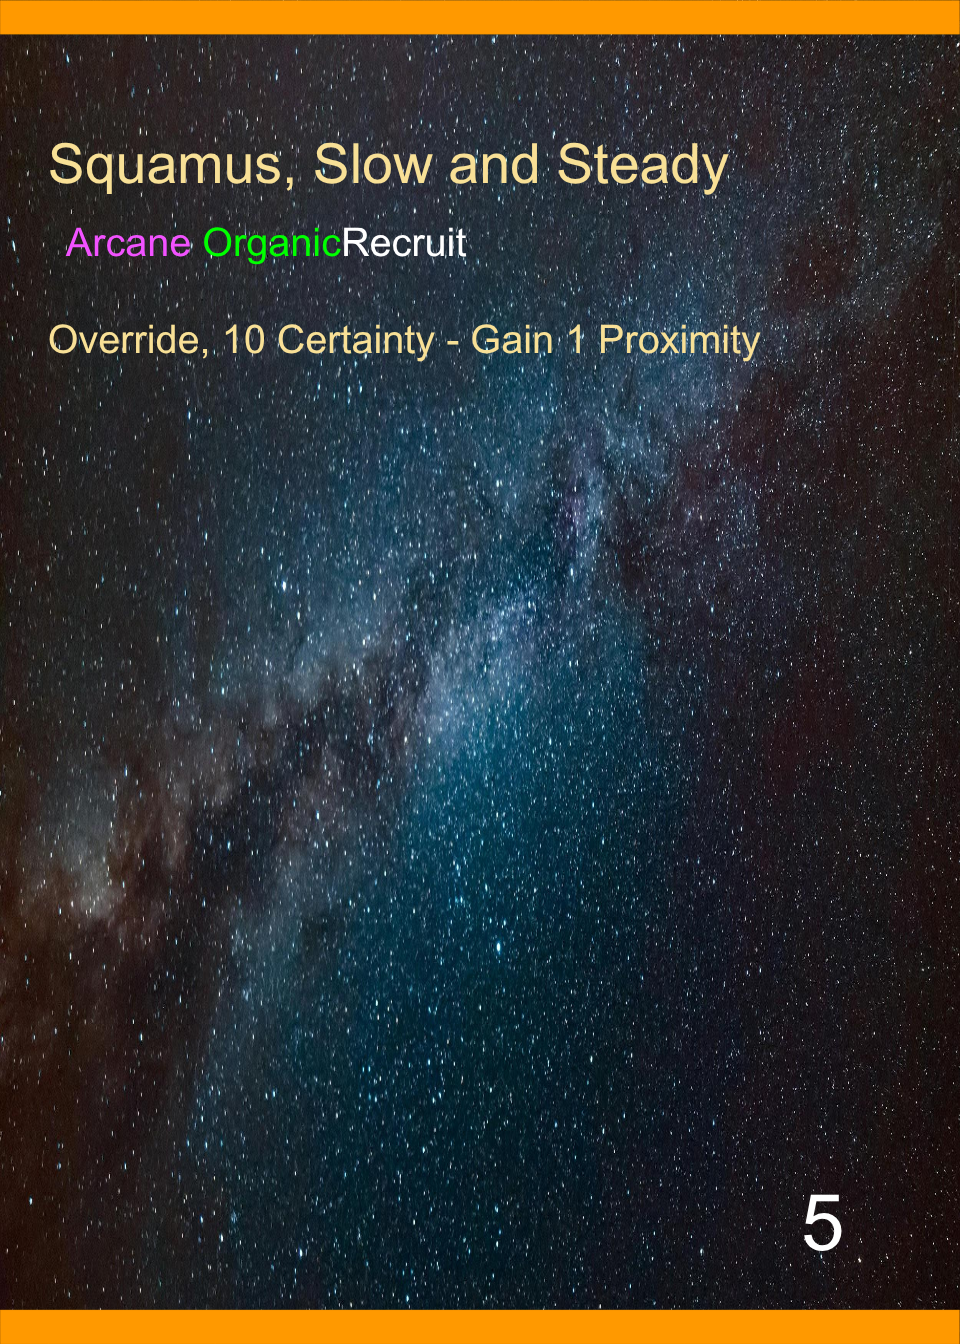 Squamus, Slow and Steady
Arcane OrganicRecruit
Override, 10 Certainty - Gain 1 Proximity
5